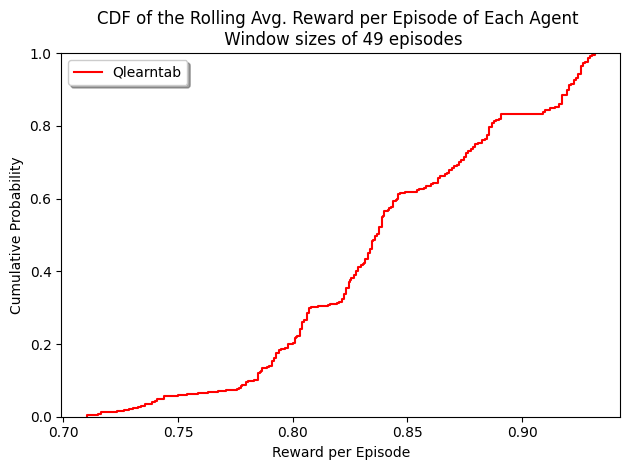 CDF of the Rolling Avg. Reward per Episode of Each Agent
Window sizes of 49 episodes
Qlearntab
1.0
0.8
0.6
0.4
0.2
0.0
Cumulative Probability
0.70
0.75
0.80
0.85
0.90
Reward per Episode